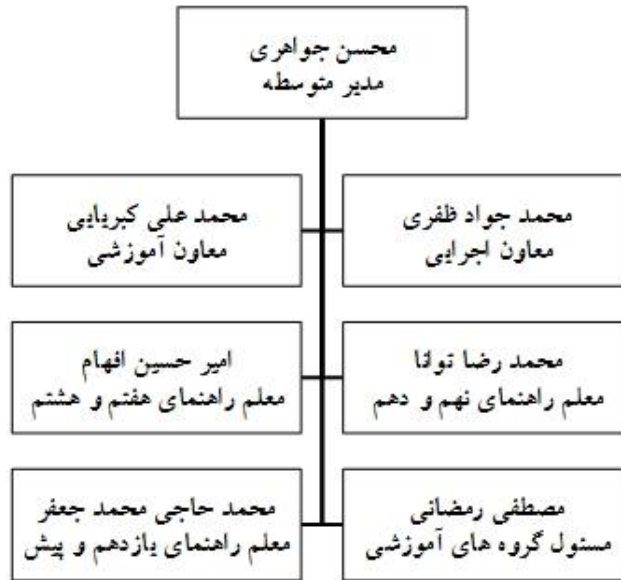 محسن جواهری
مدیر متوسطه
محمد جواد ظفری
معاون اجرایی
محمد علی کبریایی
معاون آموزشی
محمد رضا توانا
معلم راهنمای نهم و دهم
امیر حسین افهام
معلم راهنمای هفتم و هشتم
مصطفی رمضانی
مسئول گروه های آموزشی
محمد حاجی محمد جعفر
معلم راهنمای یازدهم و پیش